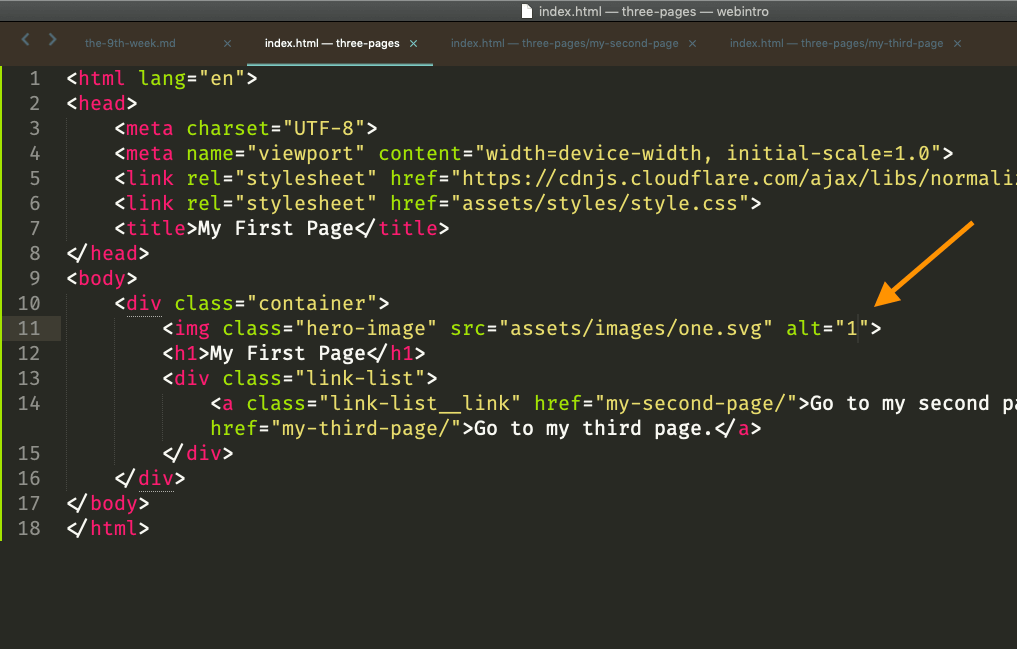 index.html — three-pages — webintro
the-9th-week.md × index.html — three-pages × index.html — three-pages/my-second-page × index.html — three-pages/my-third-page ×
1 <html lang="en">
2 <head>
3 <meta charset="UTF-8">
4 <meta name="viewport" content="width=device-width, initial-scale=1.0">
5 <link rel="stylesheet" href="https://cdnjs.cloudflare.com/ajax/libs/normali
6 <link rel="stylesheet" href="assets/styles/style.css">
7 <title>My First Page</title>
8 </head>
9 <body>
10 <div class="container">
11 <img class="hero-image" src="assets/images/one.svg" alt="1">
12 <h1>My First Page</h1>
13 <div class="link-list">
14 <a class="link-list__link" href="my-second-page/">Go to my second pa
href="my-third-page/">Go to my third page.</a>
15 </div>
16 </div>
17 </body>
18 </html>